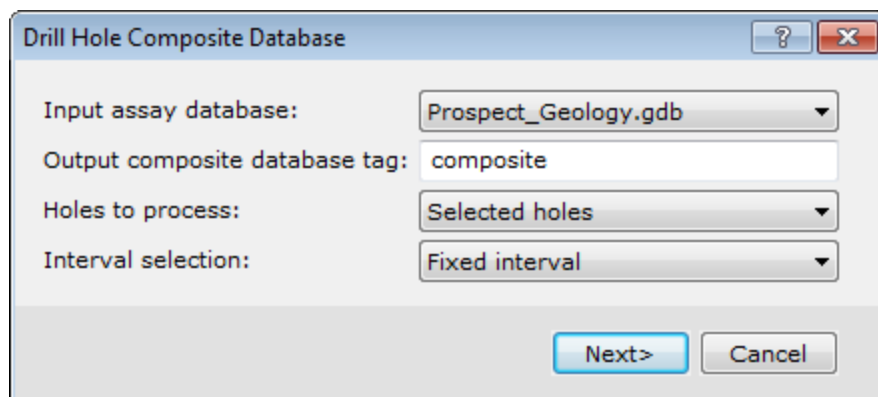 Drill Hole Composite Database
Input assay database: Prospect_Geology.gdb
Output composite database tag: composite
Holes to process: Selected holes
Interval selection: Fixed interval
Next> Cancel